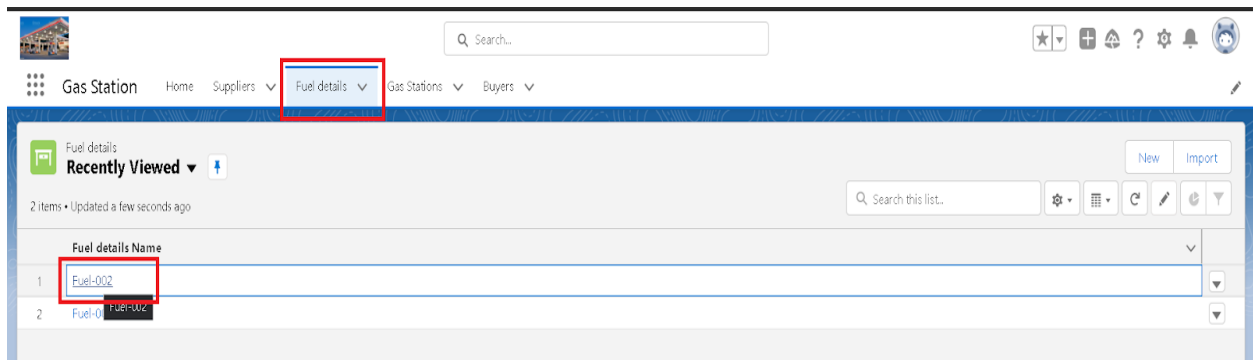 Search...
Gas Station Home Suppliers Fuel details Gas Stations Buyers
Fuel details
Recently Viewed
New Import
2 items • Updated a few seconds ago
Search this list...
Fuel details Name
1 Fuel-002
Fuel-002
2